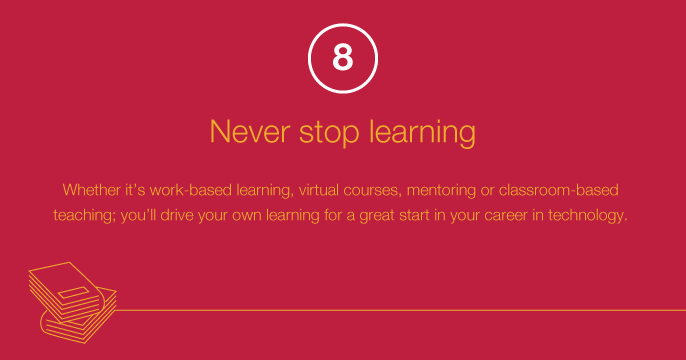 8
Never stop learning
Whether it's work-based learning, virtual courses, mentoring or classroom-based
teaching; you'll drive your own learning for a great start in your career in technology.